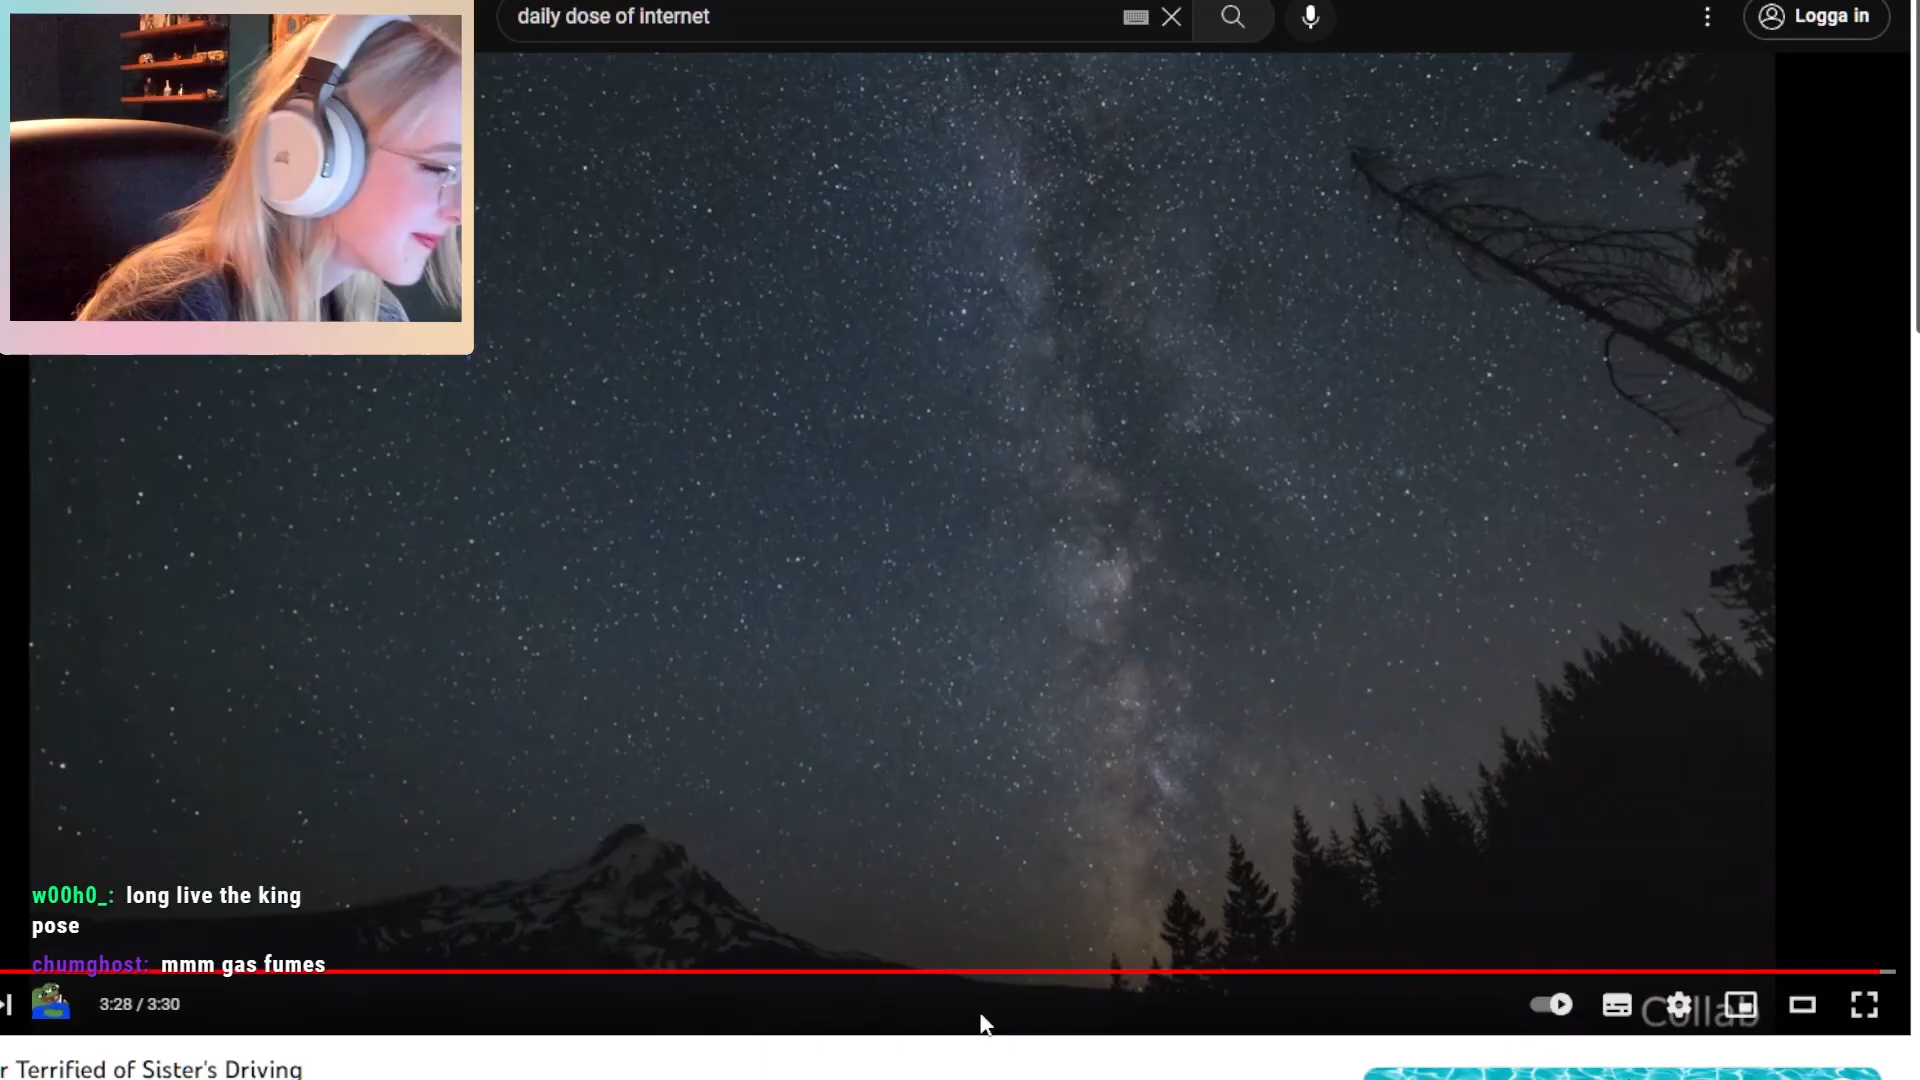 daily dose of internet
Logga in
w00h0_: long live the king
pose
chumghost: mmm gas fumes
3:28 / 3:30
Collab
r Terrified of Sister's Driving